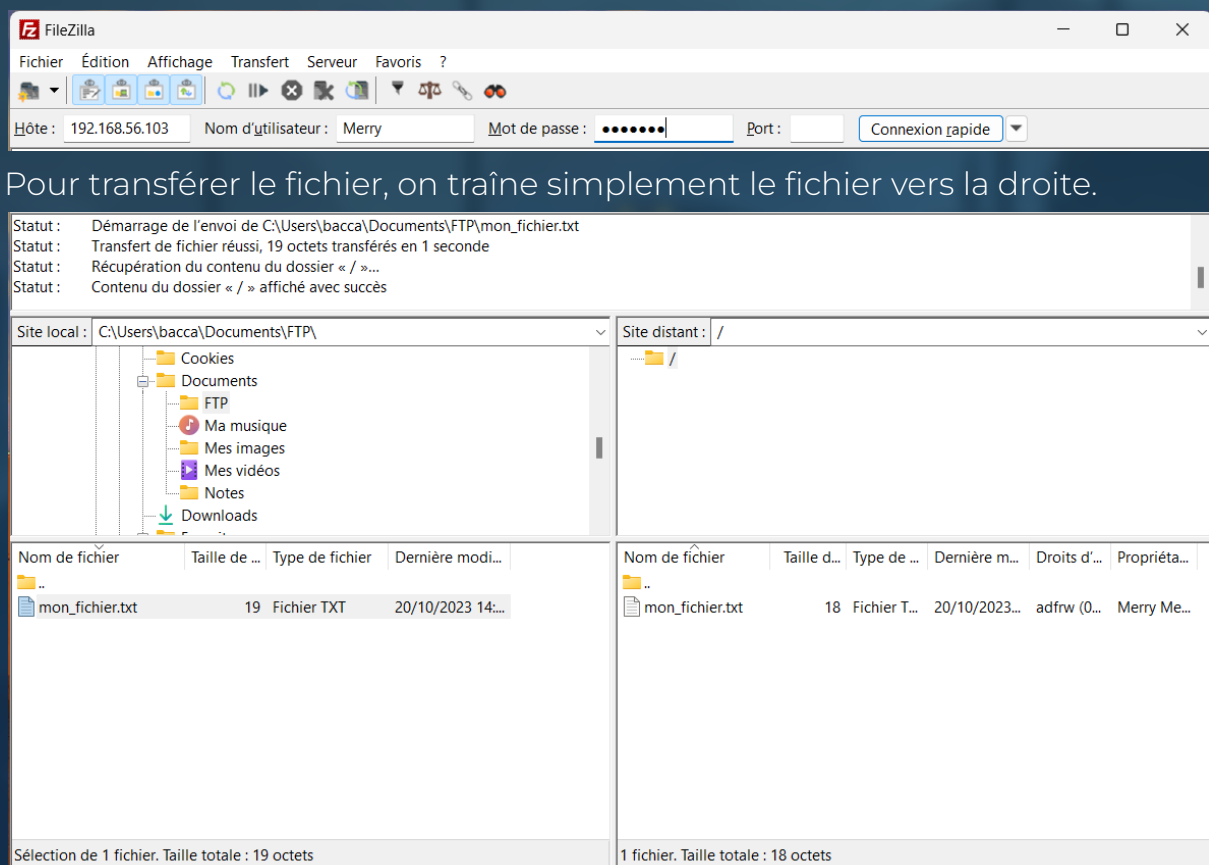 FileZilla
Fichier Édition Affichage Transfert Serveur Favoris ?
Hôte : 192.168.56.103 Nom d'utilisateur : Merry Mot de passe : ●●●●●●● Port : Connexion rapide
Pour transférer le fichier, on traîne simplement le fichier vers la droite.
Statut : Démarrage de l'envoi de C:\Users\bacca\Documents\FTP\mon_fichier.txt
Statut : Transfert de fichier réussi, 19 octets transférés en 1 seconde
Statut : Récupération du contenu du dossier « / »...
Statut : Contenu du dossier « / » affiché avec succès
Site local : C:\Users\bacca\Documents\FTP\
Cookies
Documents
FTP
Ma musique
Mes images
Mes vidéos
Notes
Downloads
Site distant : /
/
Nom de fichier Taille de ... Type de fichier Dernière modi...
..
mon_fichier.txt 19 Fichier TXT 20/10/2023 14:...
Sélection de 1 fichier. Taille totale : 19 octets
Nom de fichier Taille d... Type de ... Dernière m... Droits d'... Propriéta...
..
mon_fichier.txt 18 Fichier T... 20/10/2023... adfrw (0... Merry Me...
1 fichier. Taille totale : 18 octets